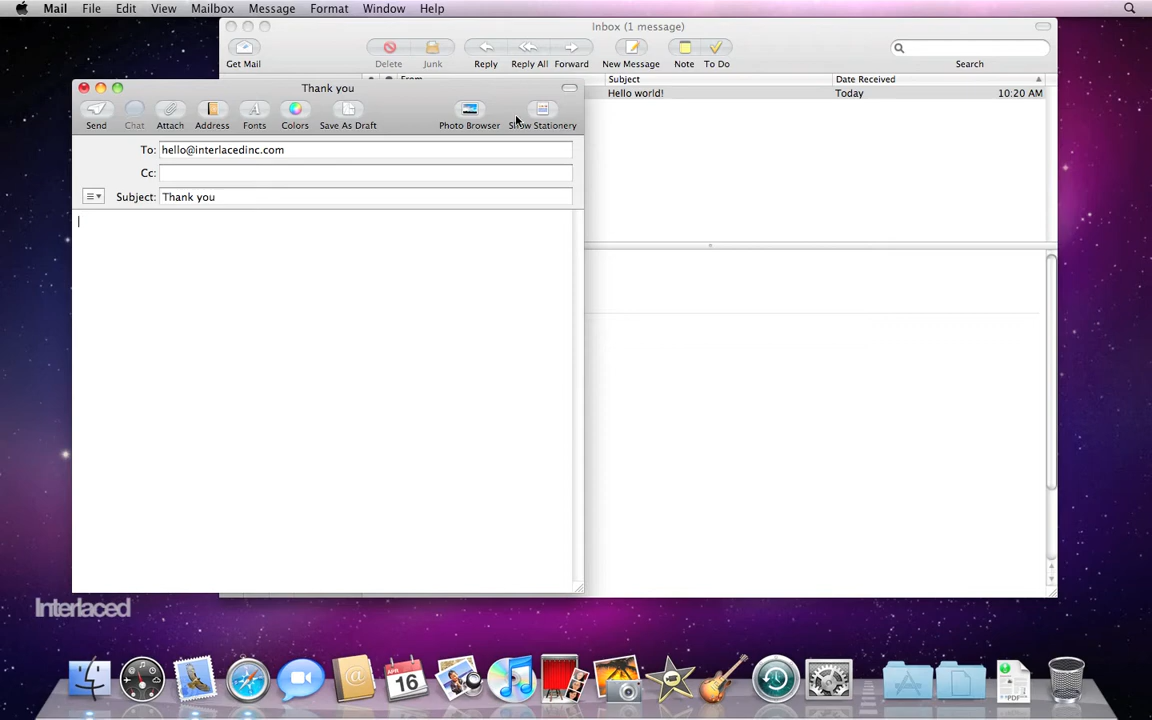 Mail File Edit View Mailbox Message Format Window Help
Inbox (1 message)
Get Mail Delete Junk Reply Reply All Forward New Message Note To Do Search
From Subject Date Received
Hello world! Today 10:20 AM
Thank you
Send Chat Attach Address Fonts Colors Save As Draft Photo Browser Show Stationery
To: hello@interlacedinc.com
Cc:
Subject: Thank you
Interlaced
APR
16
PDF